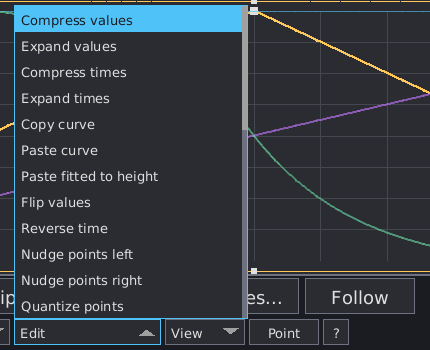 Compress values
Expand values
Compress times
Expand times
Copy curve
Paste curve
Paste fitted to height
Flip values
Reverse time
Nudge points left
Nudge points right
Quantize points
Follow
Edit
View
Point
?